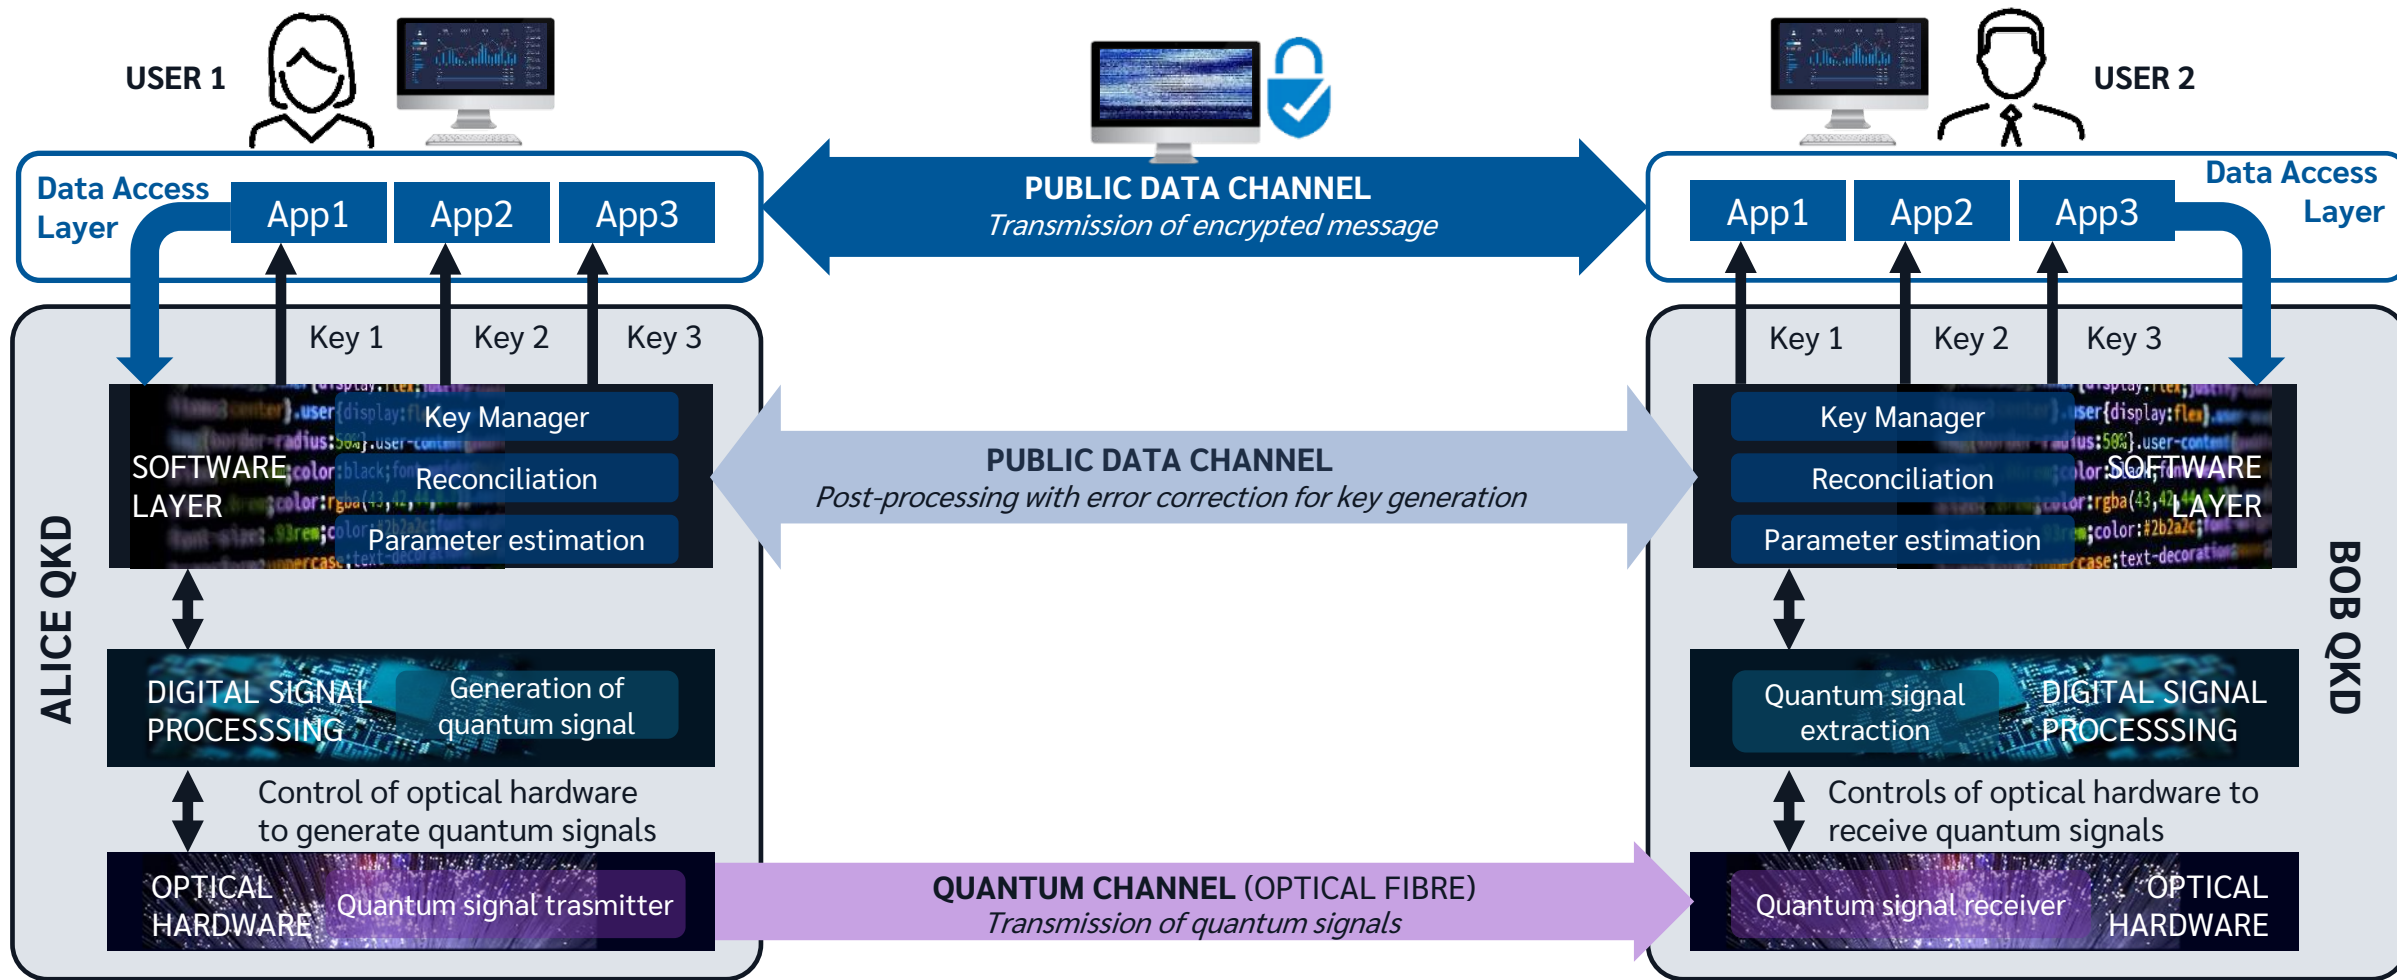 USER 1
USER 2
Data Access
Layer
App1
App2
App3
PUBLIC DATA CHANNEL
Transmission of encrypted message
App1
App2
App3
Data Access
Layer
Key 1
Key 2
Key 3
Key 1
Key 2
Key 3
ALICE QKD
SOFTWARE
LAYER
Key Manager
Reconciliation
Parameter estimation
PUBLIC DATA CHANNEL
Post-processing with error correction for key generation
Key Manager
Reconciliation
Parameter estimation
SOFTWARE
LAYER
BOB QKD
DIGITAL SIGNAL
PROCESSSING
Generation of
quantum signal
Quantum signal
extraction
DIGITAL SIGNAL
PROCESSSING
Control of optical hardware
to generate quantum signals
Controls of optical hardware to
receive quantum signals
OPTICAL
HARDWARE
Quantum signal trasmitter
QUANTUM CHANNEL (OPTICAL FIBRE)
Transmission of quantum signals
Quantum signal receiver
OPTICAL
HARDWARE